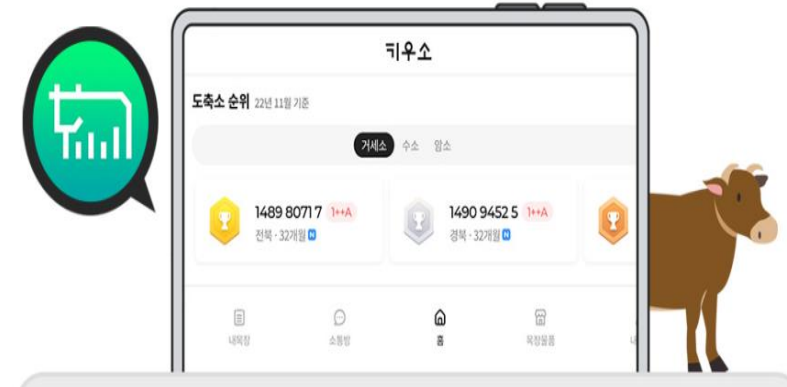 키우소
도축소 순위 22년 11월 기준
거세소 수소 암소
1489 8071 7 1++A
전북 · 32개월 N
1490 9452 5 1++A
경북 · 32개월 N
내목장 소통방 홈 목장물품